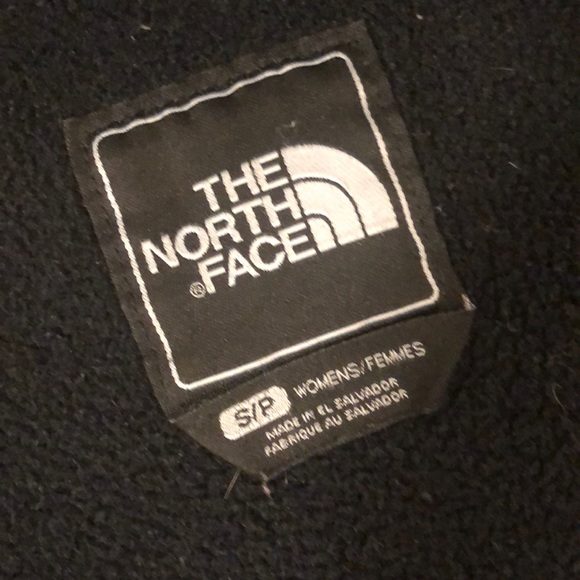 THE
NORTH
FACE
®
S/P WOMENS/FEMMES
MADE IN EL SALVADOR
FABRIQUE AU SALVADOR